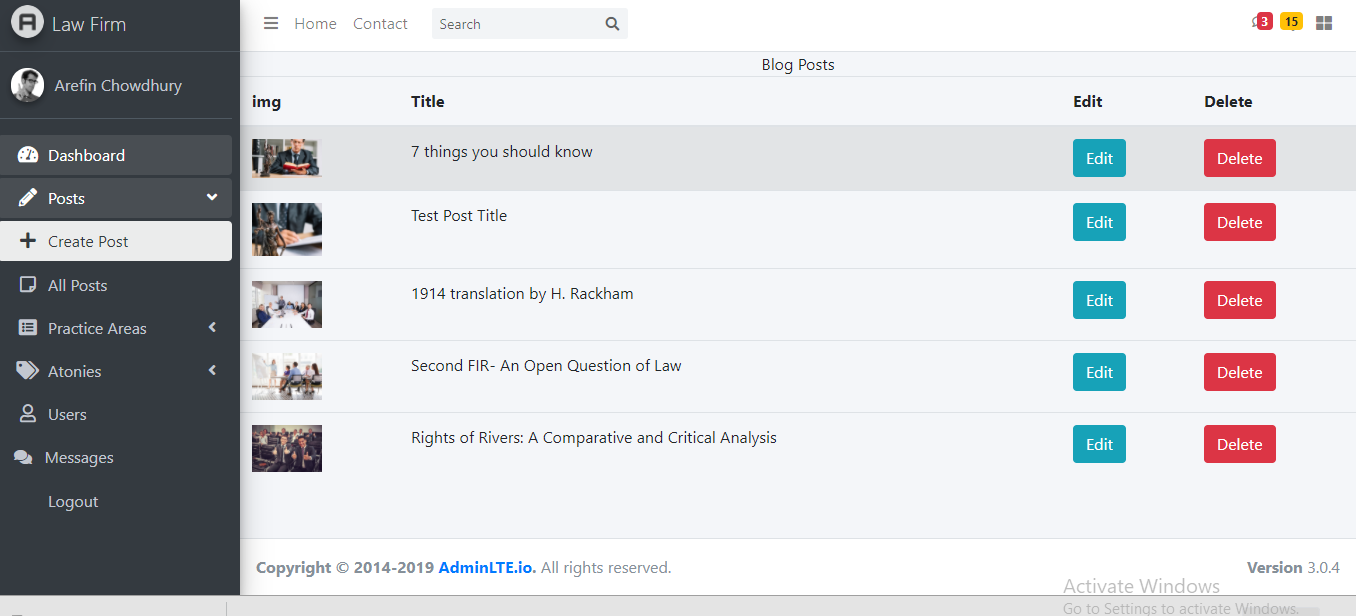 Law Firm
Home Contact Search
3 15
Arefin Chowdhury
Dashboard
Posts
Create Post
All Posts
Practice Areas
Atonies
Users
Messages
Logout
Blog Posts
img Title Edit Delete
7 things you should know Edit Delete
Test Post Title Edit Delete
1914 translation by H. Rackham Edit Delete
Second FIR- An Open Question of Law Edit Delete
Rights of Rivers: A Comparative and Critical Analysis Edit Delete
Copyright © 2014-2019 AdminLTE.io. All rights reserved. Version 3.0.4
Activate Windows
Go to Settings to activate Windows.